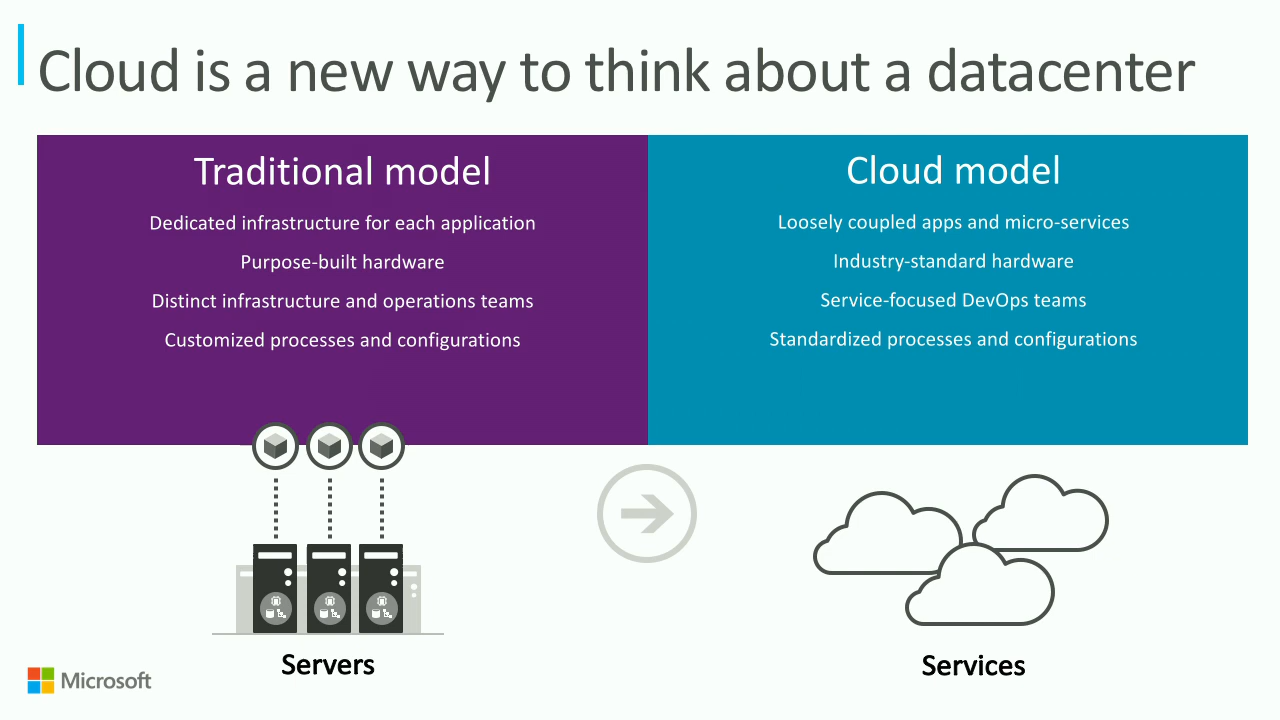 Cloud is a new way to think about a datacenter
Traditional model
Dedicated infrastructure for each application
Purpose-built hardware
Distinct infrastructure and operations teams
Customized processes and configurations
Cloud model
Loosely coupled apps and micro-services
Industry-standard hardware
Service-focused DevOps teams
Standardized processes and configurations
Servers
Services
Microsoft